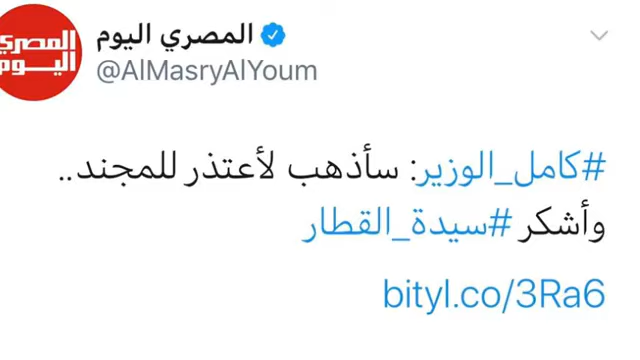 المصري اليوم
المصري اليوم
@AlMasryAlYoum
#كامل_الوزير: سأذهب لأعتذر للمجند..
وأشكر #سيدة_القطار
bityl.co/3Ra6